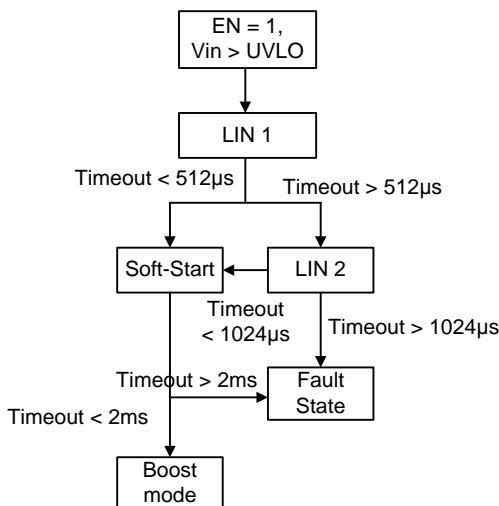 EN = 1,
Vin > UVLO
LIN 1
Timeout < 512µs
Timeout > 512µs
Soft-Start
LIN 2
Timeout
< 1024µs
Timeout > 1024µs
Timeout > 2ms
Fault
State
Timeout < 2ms
Boost
mode